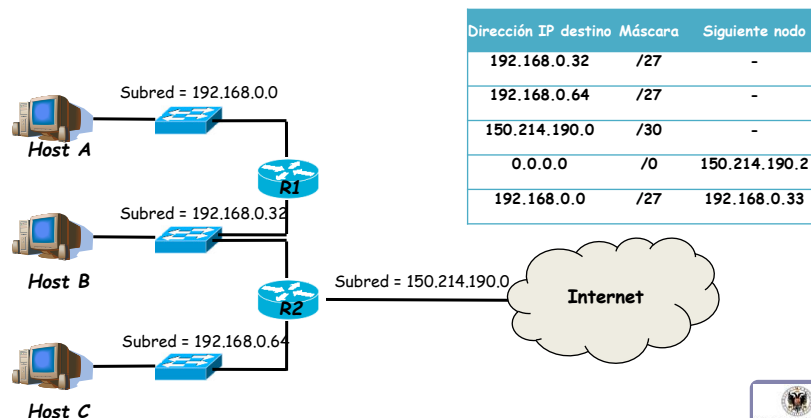 Dirección IP destino Máscara Siguiente nodo
192.168.0.32 /27 -
192.168.0.64 /27 -
150.214.190.0 /30 -
0.0.0.0 /0 150.214.190.2
192.168.0.0 /27 192.168.0.33
Subred = 192.168.0.0
Host A
R1
Subred = 192.168.0.32
Host B
Subred = 150.214.190.0
Internet
R2
Subred = 192.168.0.64
Host C